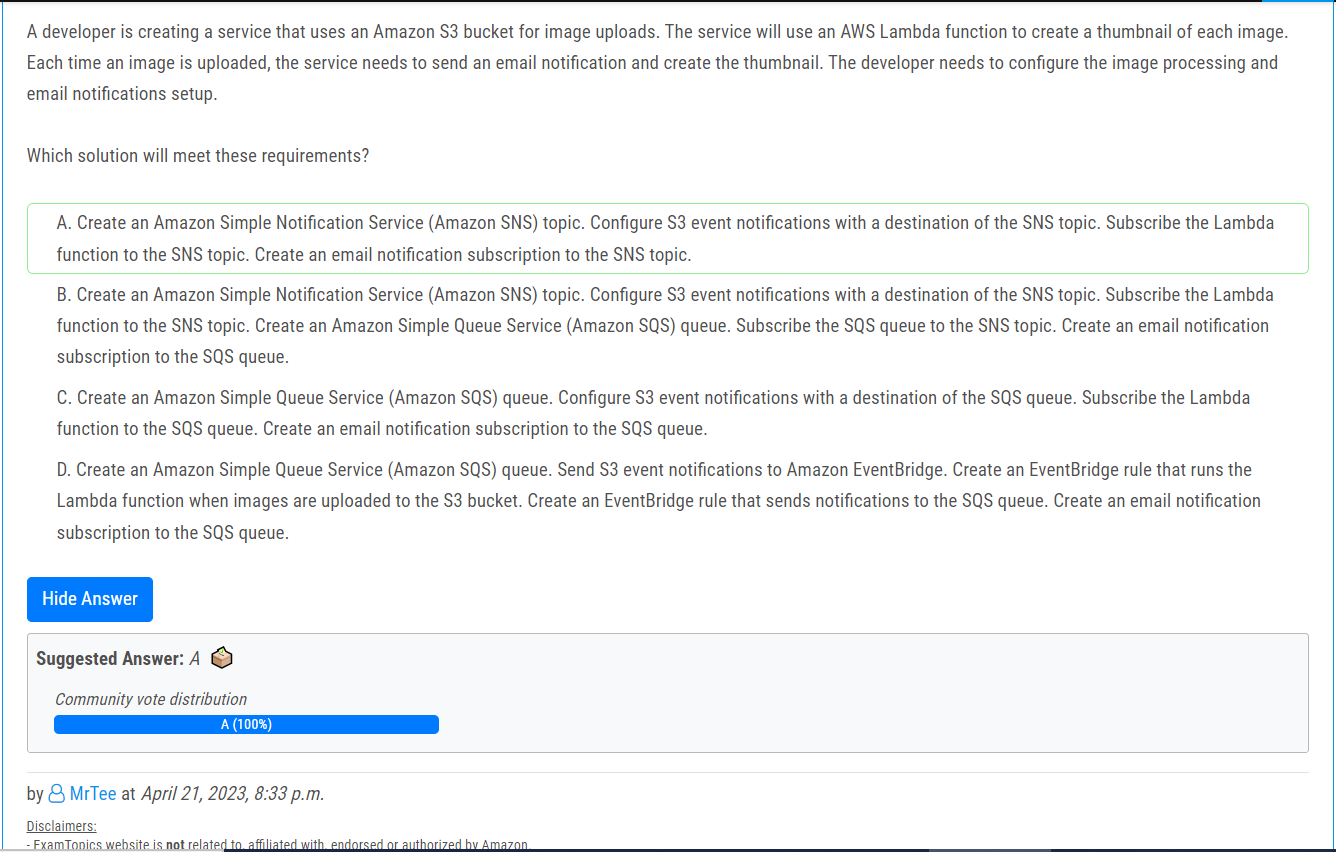 A developer is creating a service that uses an Amazon S3 bucket for image uploads. The service will use an AWS Lambda function to create a thumbnail of each image.
Each time an image is uploaded, the service needs to send an email notification and create the thumbnail. The developer needs to configure the image processing and
email notifications setup.
Which solution will meet these requirements?
A. Create an Amazon Simple Notification Service (Amazon SNS) topic. Configure S3 event notifications with a destination of the SNS topic. Subscribe the Lambda
function to the SNS topic. Create an email notification subscription to the SNS topic.
B. Create an Amazon Simple Notification Service (Amazon SNS) topic. Configure S3 event notifications with a destination of the SNS topic. Subscribe the Lambda
function to the SNS topic. Create an Amazon Simple Queue Service (Amazon SQS) queue. Subscribe the SQS queue to the SNS topic. Create an email notification
subscription to the SQS queue.
C. Create an Amazon Simple Queue Service (Amazon SQS) queue. Configure S3 event notifications with a destination of the SQS queue. Subscribe the Lambda
function to the SQS queue. Create an email notification subscription to the SQS queue.
D. Create an Amazon Simple Queue Service (Amazon SQS) queue. Send S3 event notifications to Amazon EventBridge. Create an EventBridge rule that runs the
Lambda function when images are uploaded to the S3 bucket. Create an EventBridge rule that sends notifications to the SQS queue. Create an email notification
subscription to the SQS queue.
Hide Answer
Suggested Answer: A
Community vote distribution
A (100%)
by MrTee at April 21, 2023, 8:33 p.m.
Disclaimers:
- ExamTopics website is not related to, affiliated with, endorsed or authorized by Amazon.